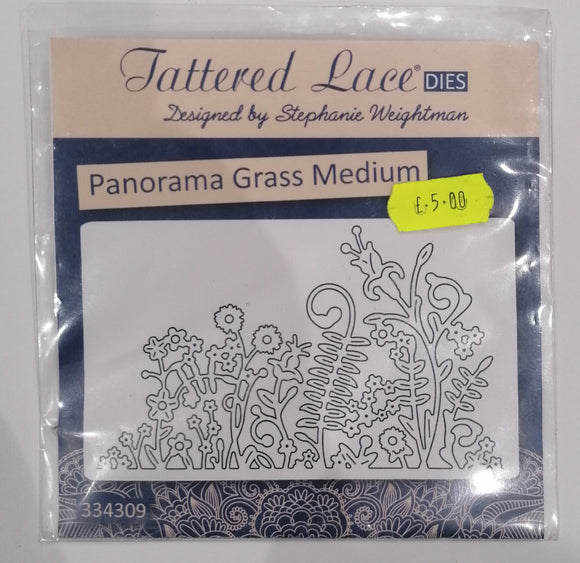 Tattered Lace® DIES
Designed by Stephanie Weightman
Panorama Grass Medium
£5.00
334309